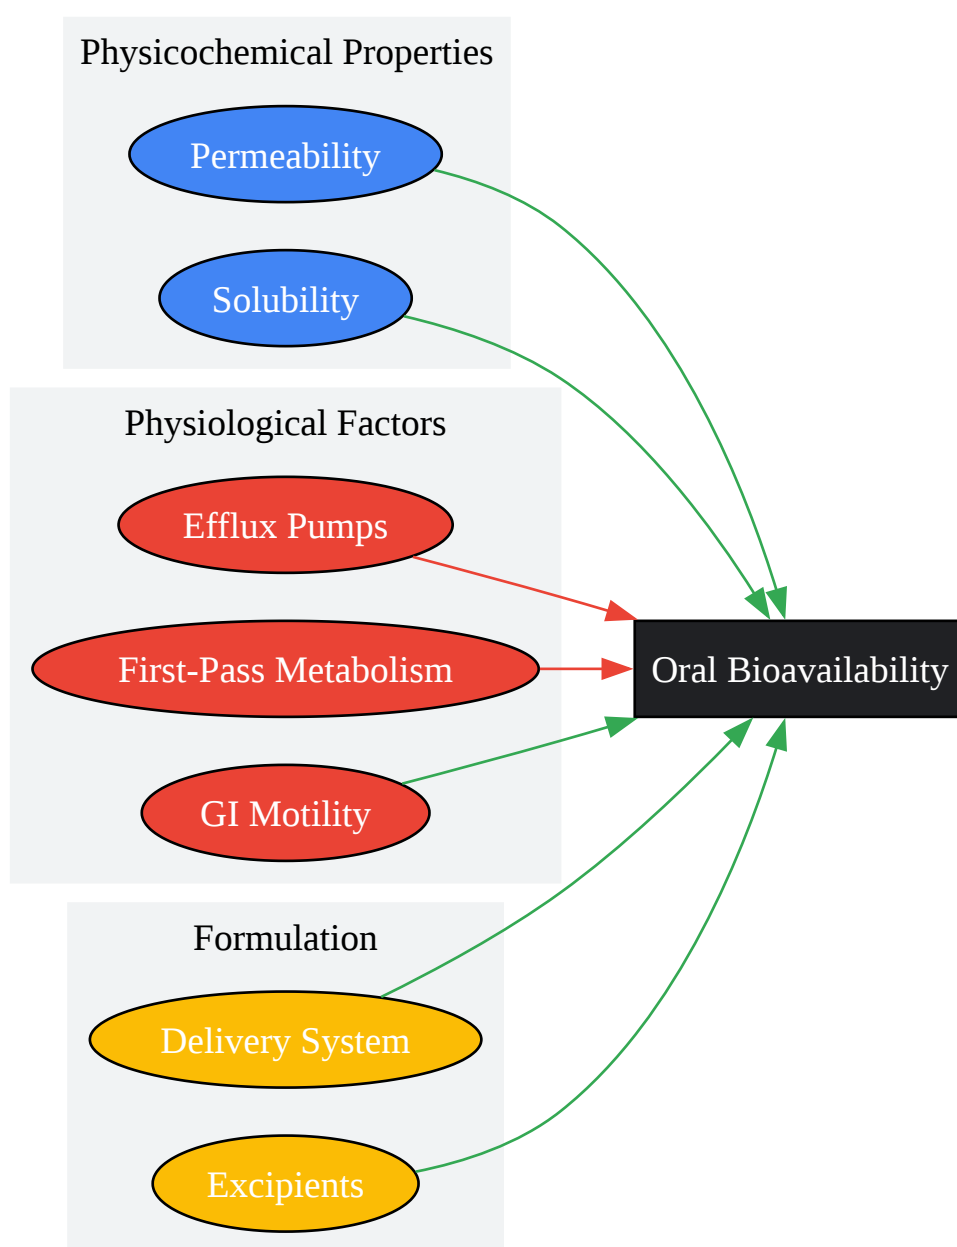 Physicochemical Properties
Permeability
Solubility
Physiological Factors
Efflux Pumps
First-Pass Metabolism
GI Motility
Oral Bioavailability
Formulation
Delivery System
Excipients